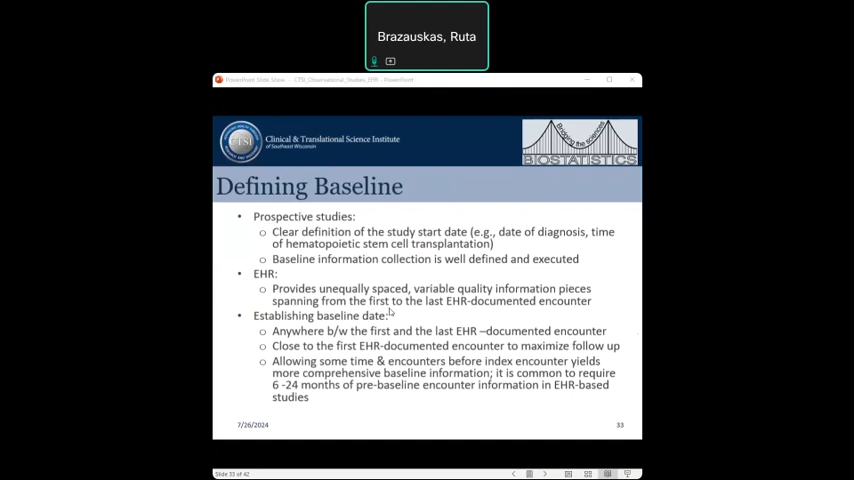 Brazauskas, Ruta
PowerPoint Slide Show - CTSI_Observational_Studies_EHR - PowerPoint
CTSI
Clinical & Translational Science Institute
of Southeast Wisconsin
Bridging the sciences
BIOSTATISTICS
Defining Baseline
• Prospective studies:
o Clear definition of the study start date (e.g., date of diagnosis, time
of hematopoietic stem cell transplantation)
o Baseline information collection is well defined and executed
• EHR:
o Provides unequally spaced, variable quality information pieces
spanning from the first to the last EHR-documented encounter
• Establishing baseline date:
o Anywhere b/w the first and the last EHR –documented encounter
o Close to the first EHR-documented encounter to maximize follow up
o Allowing some time & encounters before index encounter yields
more comprehensive baseline information; it is common to require
6 -24 months of pre-baseline encounter information in EHR-based
studies
7/26/2024
33
Slide 33 of 42